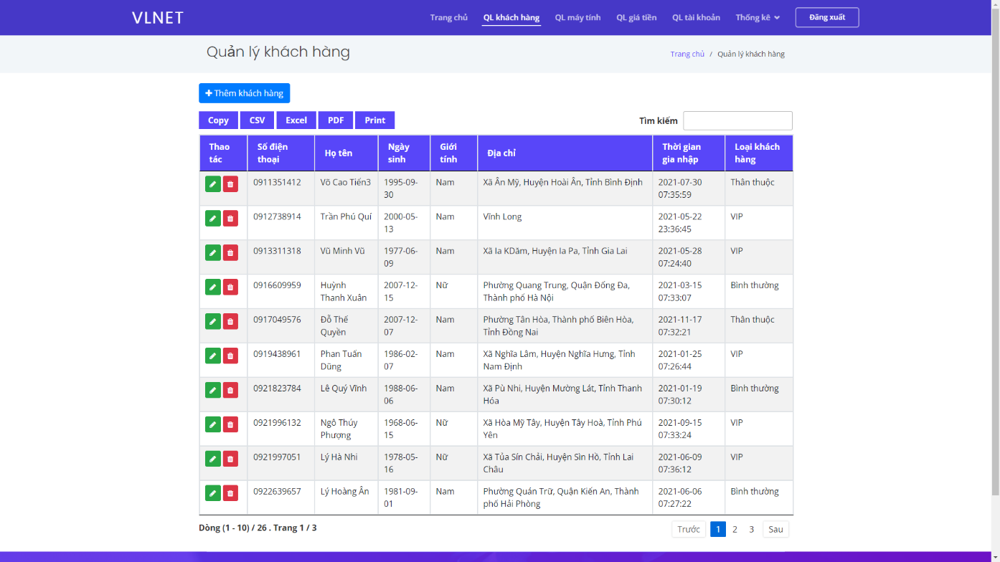 VLNET
Trang chủ QL khách hàng QL máy tính QL giá tiền QL tài khoản Thống kê Đăng xuất
Quản lý khách hàng
Trang chủ / Quản lý khách hàng
Thêm khách hàng
Copy CSV Excel PDF Print
Tìm kiếm
Thao tác Số điện thoại Họ tên Ngày sinh Giới tính Địa chỉ Thời gian gia nhập Loại khách hàng
0911351412 Võ Cao Tiến3 1995-09-30 Nam Xã Ân Mỹ, Huyện Hoài Ân, Tỉnh Bình Định 2021-07-30 07:35:59 Thân thuộc
0912738914 Trần Phú Quí 2000-05-13 Nam Vĩnh Long 2021-05-22 23:36:45 VIP
0913311318 Vũ Minh Vũ 1977-06-09 Nam Xã Ia KDăm, Huyện Ia Pa, Tỉnh Gia Lai 2021-05-28 07:24:40 VIP
0916609959 Huỳnh Thanh Xuân 2007-12-15 Nữ Phường Quang Trung, Quận Đống Đa, Thành phố Hà Nội 2021-03-15 07:33:07 Bình thường
0917049576 Đỗ Thế Quyền 2007-12-07 Nam Phường Tân Hòa, Thành phố Biên Hòa, Tỉnh Đồng Nai 2021-11-17 07:32:21 Thân thuộc
0919438961 Phan Tuấn Dũng 1986-02-07 Nam Xã Nghĩa Lâm, Huyện Nghĩa Hưng, Tỉnh Nam Định 2021-01-25 07:26:44 VIP
0921823784 Lê Quý Vĩnh 1988-06-06 Nam Xã Pù Nhi, Huyện Mường Lát, Tỉnh Thanh Hóa 2021-01-19 07:30:12 Bình thường
0921996132 Ngô Thúy Phượng 1968-06-15 Nữ Xã Hòa Mỹ Tây, Huyện Tây Hoà, Tỉnh Phú Yên 2021-09-15 07:33:24 VIP
0921997051 Lý Hà Nhi 1978-05-16 Nữ Xã Tủa Sín Chải, Huyện Sìn Hồ, Tỉnh Lai Châu 2021-06-09 07:36:12 VIP
0922639657 Lý Hoàng Ân 1981-09-01 Nam Phường Quán Trữ, Quận Kiến An, Thành phố Hải Phòng 2021-06-06 07:27:22 Bình thường
Dòng (1 - 10) / 26 . Trang 1 / 3
Trước 1 2 3 Sau